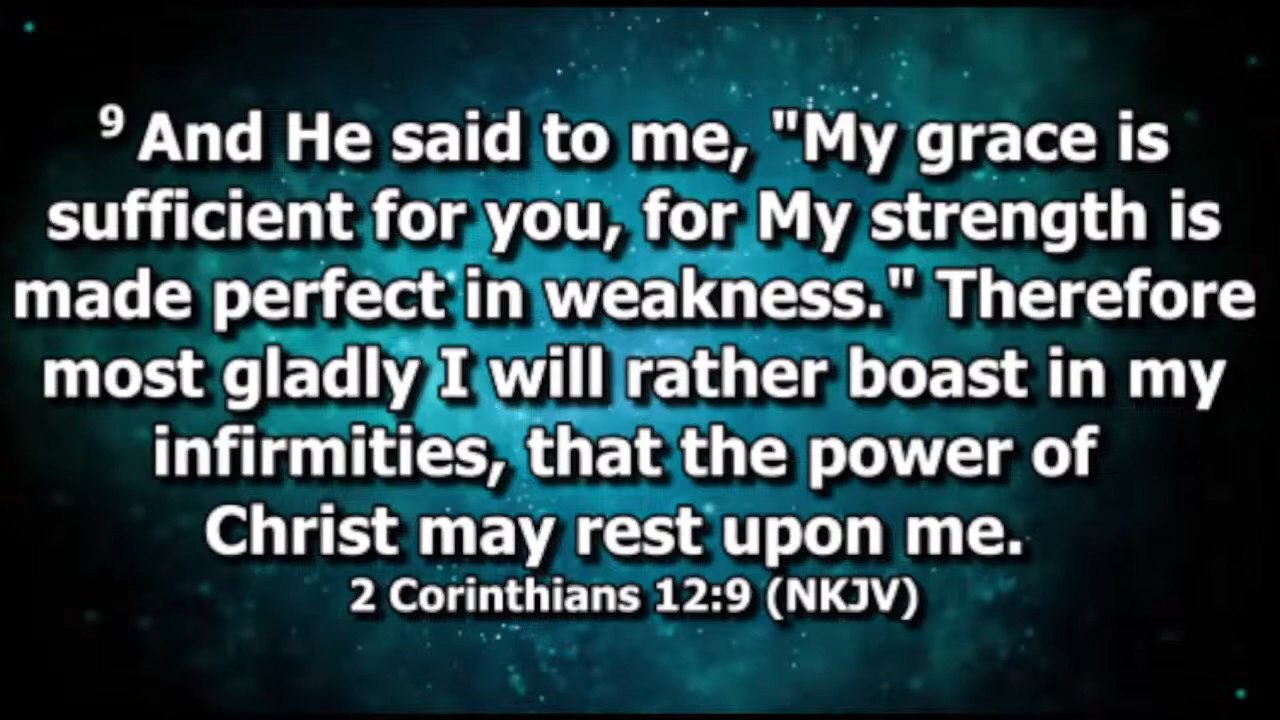 9 And He said to me, "My grace is
sufficient for you, for My strength is
made perfect in weakness." Therefore
most gladly I will rather boast in my
infirmities, that the power of
Christ may rest upon me.
2 Corinthians 12:9 (NKJV)